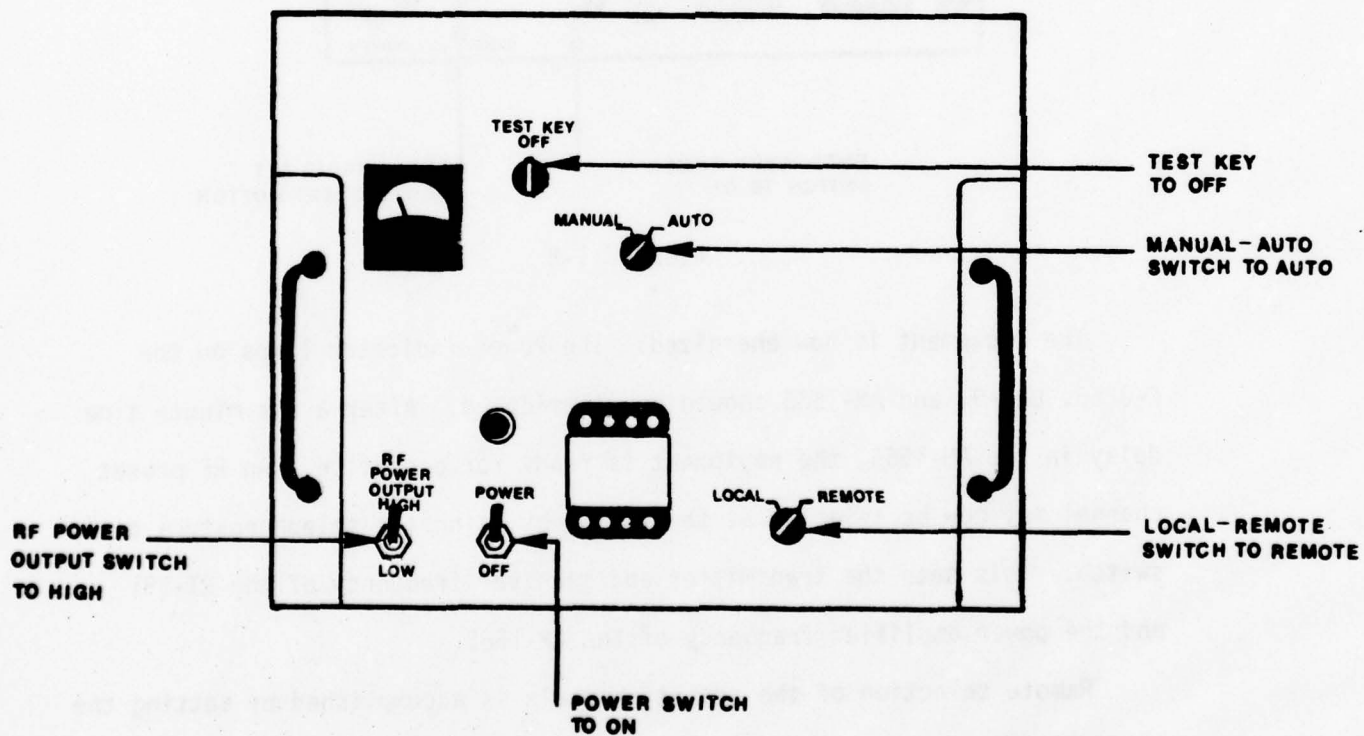 TEST KEY
OFF
TEST KEY
TO OFF
MANUAL
AUTO
MANUAL-AUTO
SWITCH TO AUTO
RF
POWER
OUTPUT
HIGH
POWER
LOCAL
REMOTE
RF POWER
OUTPUT SWITCH
TO HIGH
LOW
OFF
LOCAL-REMOTE
SWITCH TO REMOTE
POWER SWITCH
TO ON